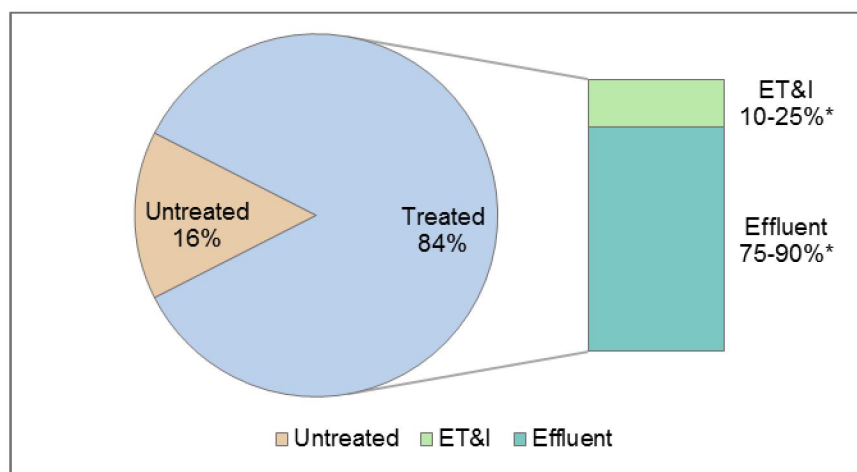 Untreated
16%
Treated
84%
ET&I
10-25%*
Effluent
75-90%*
Untreated ET&I Effluent